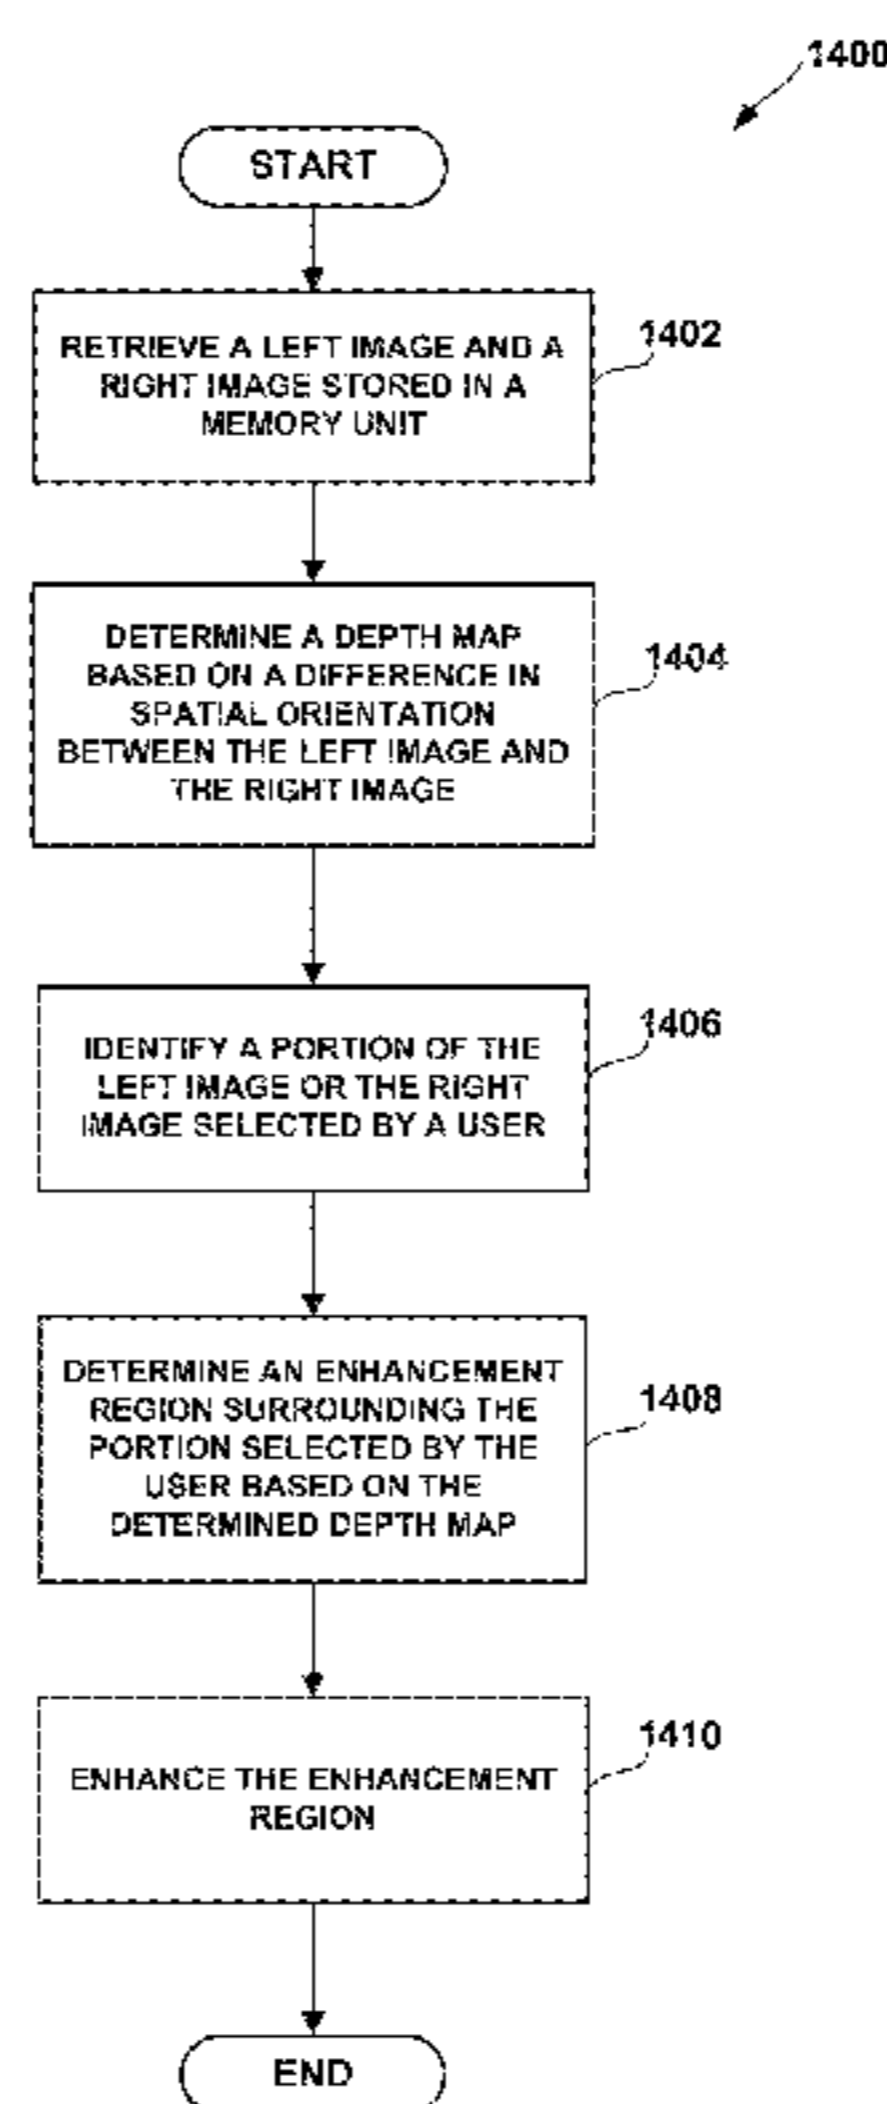 1400
START
RETRIEVE A LEFT IMAGE AND A
RIGHT IMAGE STORED IN A
MEMORY UNIT
1402
DETERMINE A DEPTH MAP
BASED ON A DIFFERENCE IN
SPATIAL ORIENTATION
BETWEEN THE LEFT IMAGE AND
THE RIGHT IMAGE
1404
IDENTIFY A PORTION OF THE
LEFT IMAGE OR THE RIGHT
IMAGE SELECTED BY A USER
1406
DETERMINE AN ENHANCEMENT
REGION SURROUNDING THE
PORTION SELECTED BY THE
USER BASED ON THE
DETERMINED DEPTH MAP
1408
ENHANCE THE ENHANCEMENT
REGION
1410
END